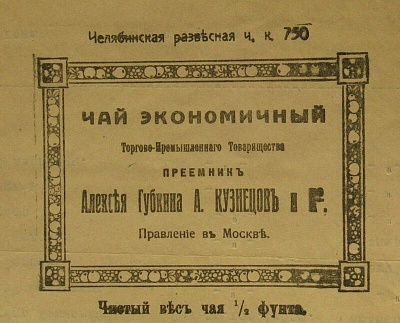 Челябинская развѣсная ч. к. 750
ЧАЙ ЭКОНОМИЧНЫЙ
Торгово-Промышленнаго Товарищества
ПРЕЕМНИКЪ
Алексѣя Губкина А. КУЗНЕЦОВЪ и Ко.
Правленіе въ Москвѣ.
Чистый вѣсъ чая 1/2 фунта.